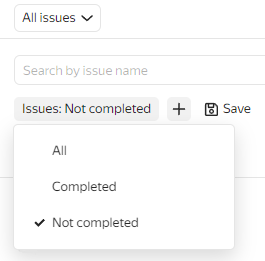 All issues
Search by issue name
Issues: Not completed + Save
All
Completed
Not completed